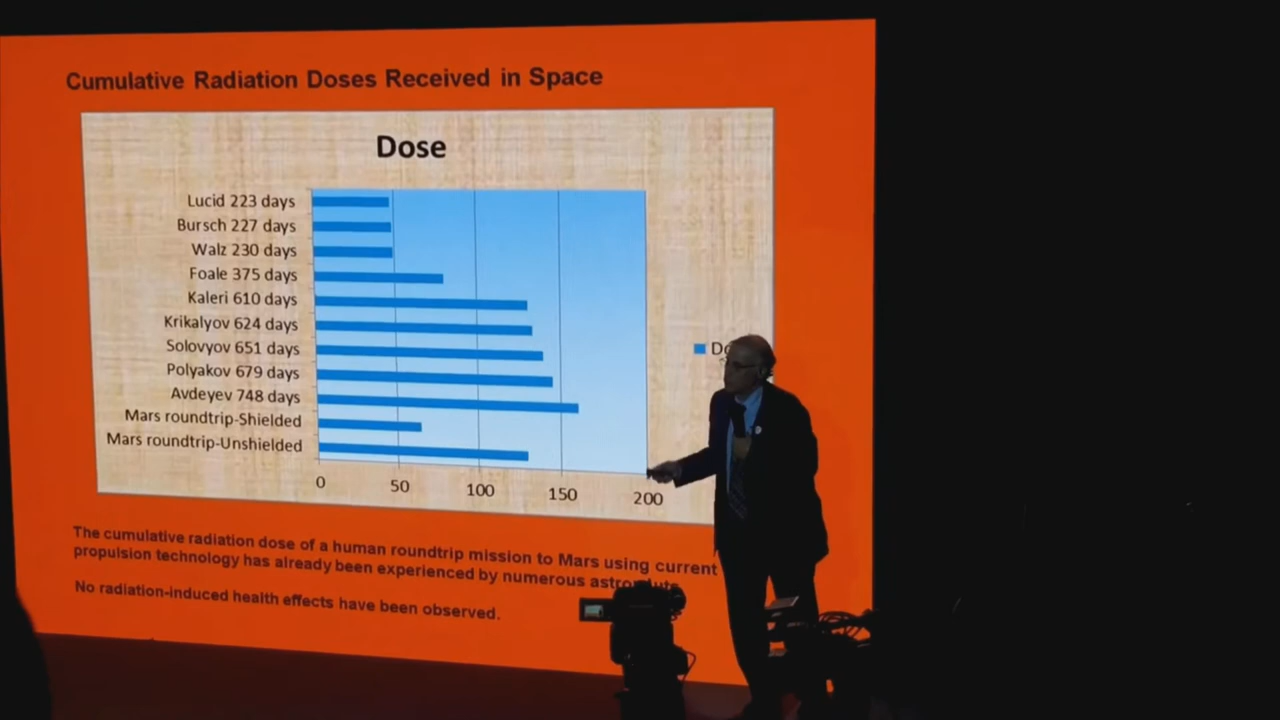 Cumulative Radiation Doses Received in Space
Dose
Lucid 223 days
Bursch 227 days
Walz 230 days
Foale 375 days
Kaleri 610 days
Krikalyov 624 days
Solovyov 651 days
Polyakov 679 days
Avdeyev 748 days
Mars roundtrip-Shielded
Mars roundtrip-Unshielded
0 50 100 150 200
The cumulative radiation dose of a human roundtrip mission to Mars using current
propulsion technology has already been experienced by numerous
No radiation-induced health effects have been observed.